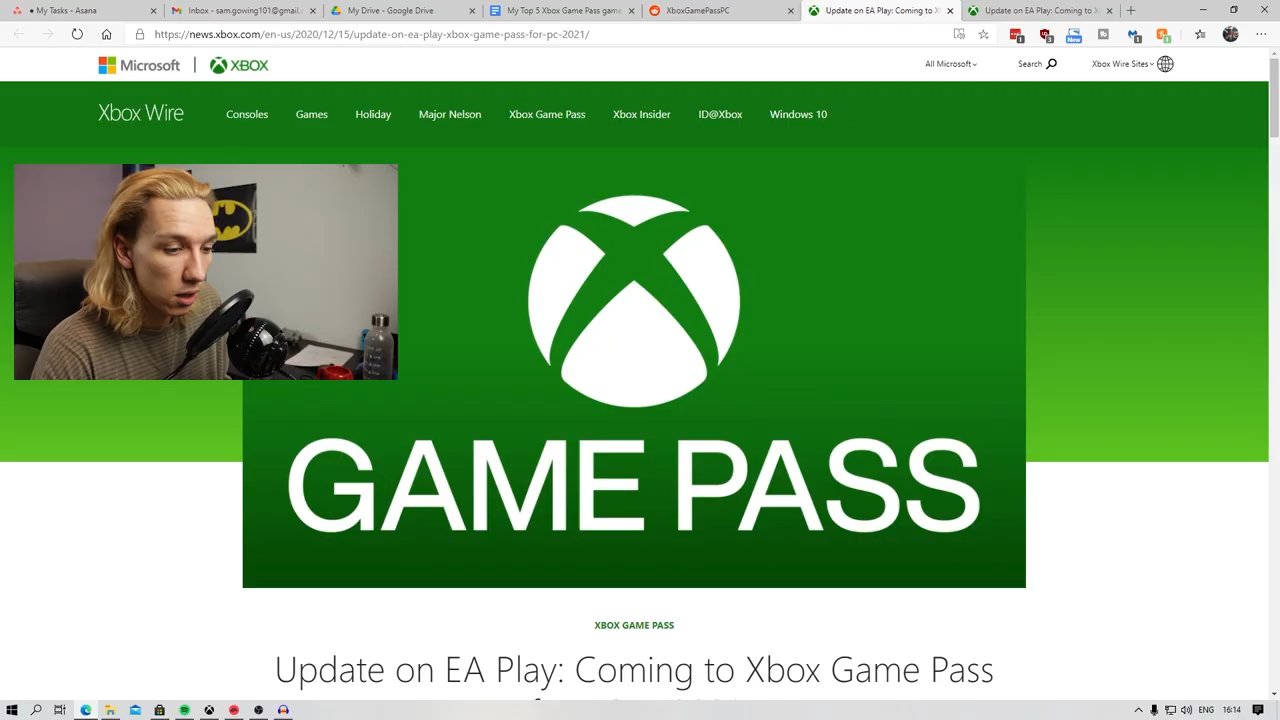 My Tasks - Asana
Inbox - sam.gowing101@gmail.
My Drive - Google Drive
My Top 5 Xbox Game Pass games
XboxGamePassPC
Update on EA Play: Coming to X
Update on EA Play: Coming to X
https://news.xbox.com/en-us/2020/12/15/update-on-ea-play-xbox-game-pass-for-pc-2021/
Microsoft | XBOX
All Microsoft
Search
Xbox Wire Sites
Xbox Wire
Consoles
Games
Holiday
Major Nelson
Xbox Game Pass
Xbox Insider
ID@Xbox
Windows 10
GAME PASS
XBOX GAME PASS
Update on EA Play: Coming to Xbox Game Pass
ENG
16:14